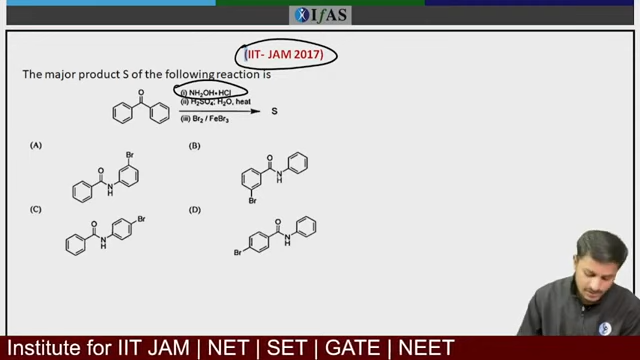 IFAS
(IIT- JAM 2017)
The major product S of the following reaction is
O
(i) NH2OH•HCl
(ii) H2SO4; H2O, heat
(iii) Br2 / FeBr3
S
(A)
O
N
H
Br
(B)
O
N
H
Br
(C)
O
N
H
Br
(D)
O
N
H
Br
Institute for IIT JAM | NET | SET | GATE | NEET